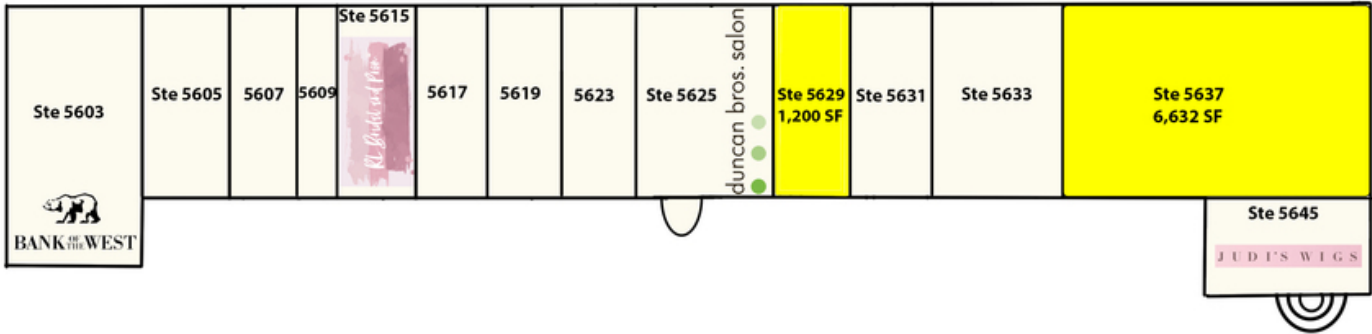 Ste 5603
BANK OF THE WEST
Ste 5605
5607
5609
Ste 5615
5617
5619
5623
Ste 5625
duncan bros. salon
Ste 5629
1,200 SF
Ste 5631
Ste 5633
Ste 5637
6,632 SF
Ste 5645
JUDI'S WIGS